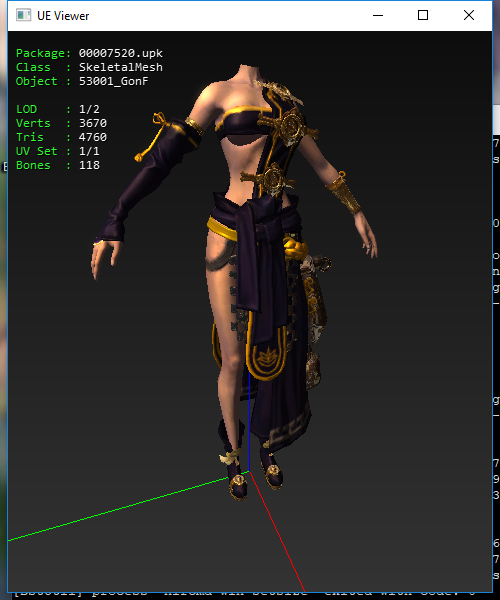 UE Viewer
Package: 00007520.upk
Class : SkeletalMesh
Object : 53001_GonF
LOD : 1/2
Verts : 3670
Tris : 4760
UV Set : 1/1
Bones : 118